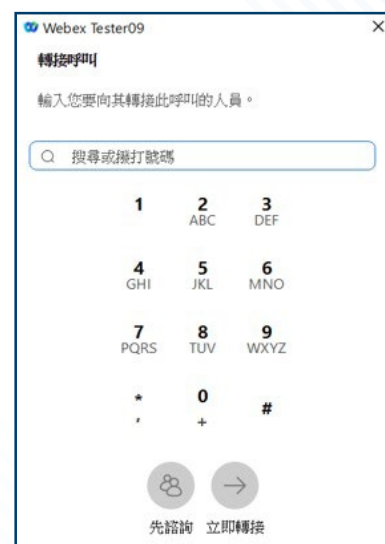 Webex Tester09
轉接呼叫
輸入您要向其轉接此呼叫的人員。
搜尋或撥打號碼
1 2 3
ABC DEF
4 5 6
GHI JKL MNO
7 8 9
PQRS TUV WXYZ
* 0 #
, +
先諮詢 立即轉接